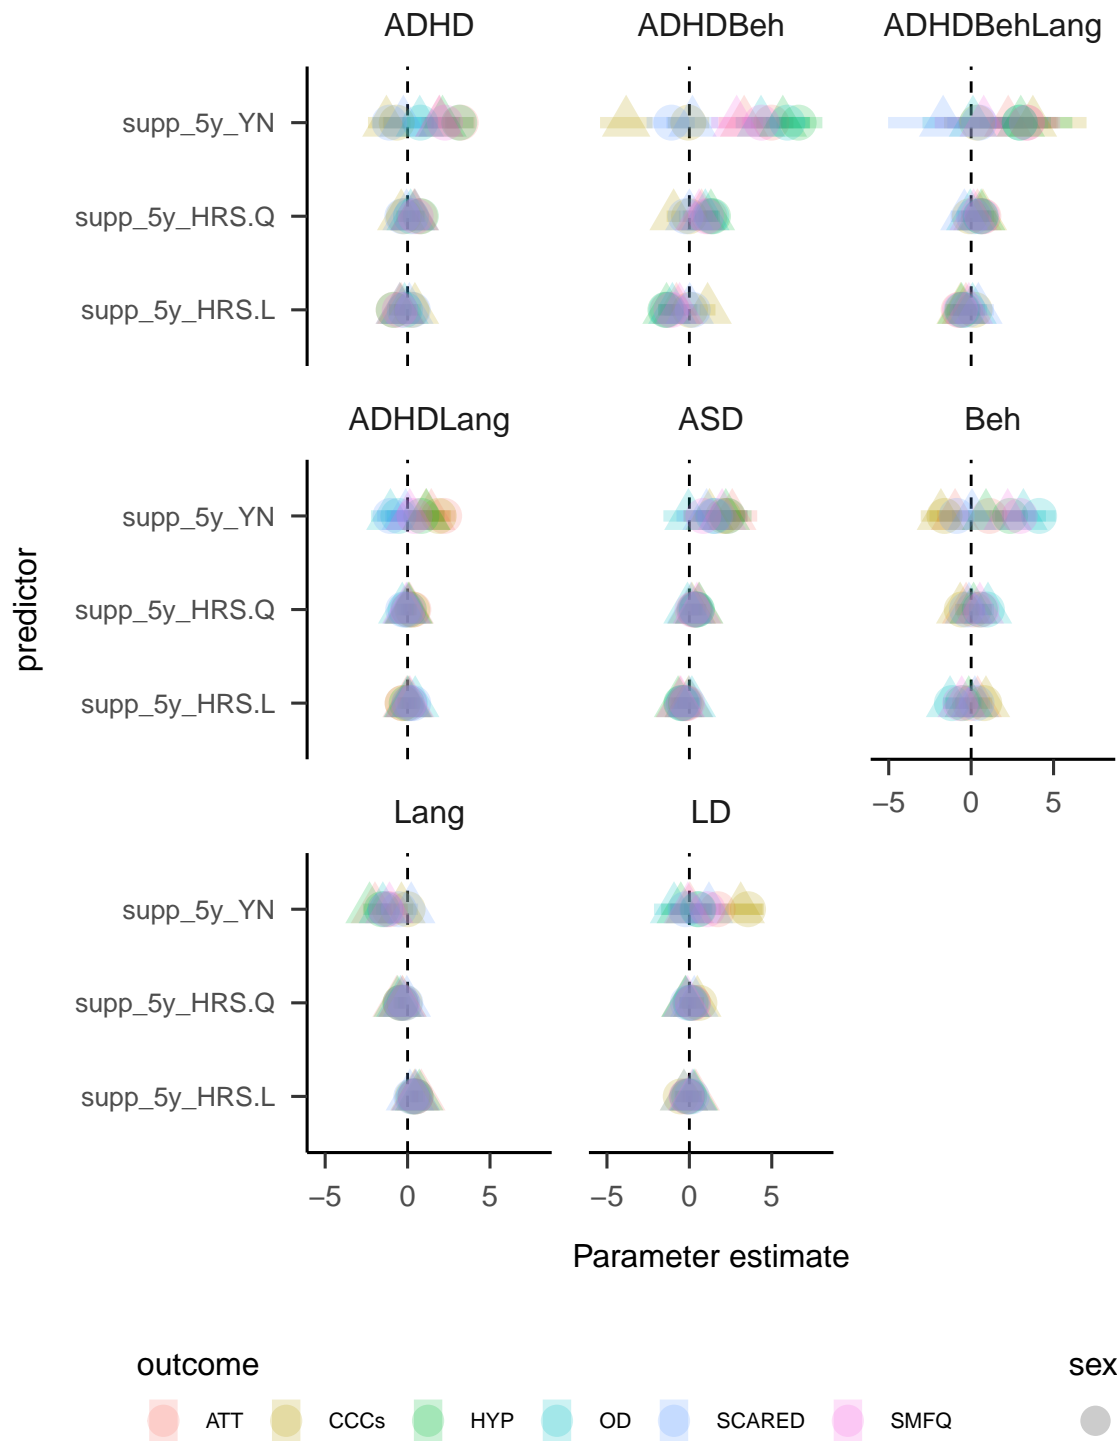 ADHD ADHDBeh ADHDBehLang
supp_5y_YN
supp_5y_HRS.Q
supp_5y_HRS.L
ADHDLang ASD Beh
supp_5y_YN
supp_5y_HRS.Q
supp_5y_HRS.L
−5 0 5
Lang LD
supp_5y_YN
supp_5y_HRS.Q
supp_5y_HRS.L
−5 0 5 −5 0 5
predictor
Parameter estimate
outcome sex
ATT CCCs HYP OD SCARED SMFQ